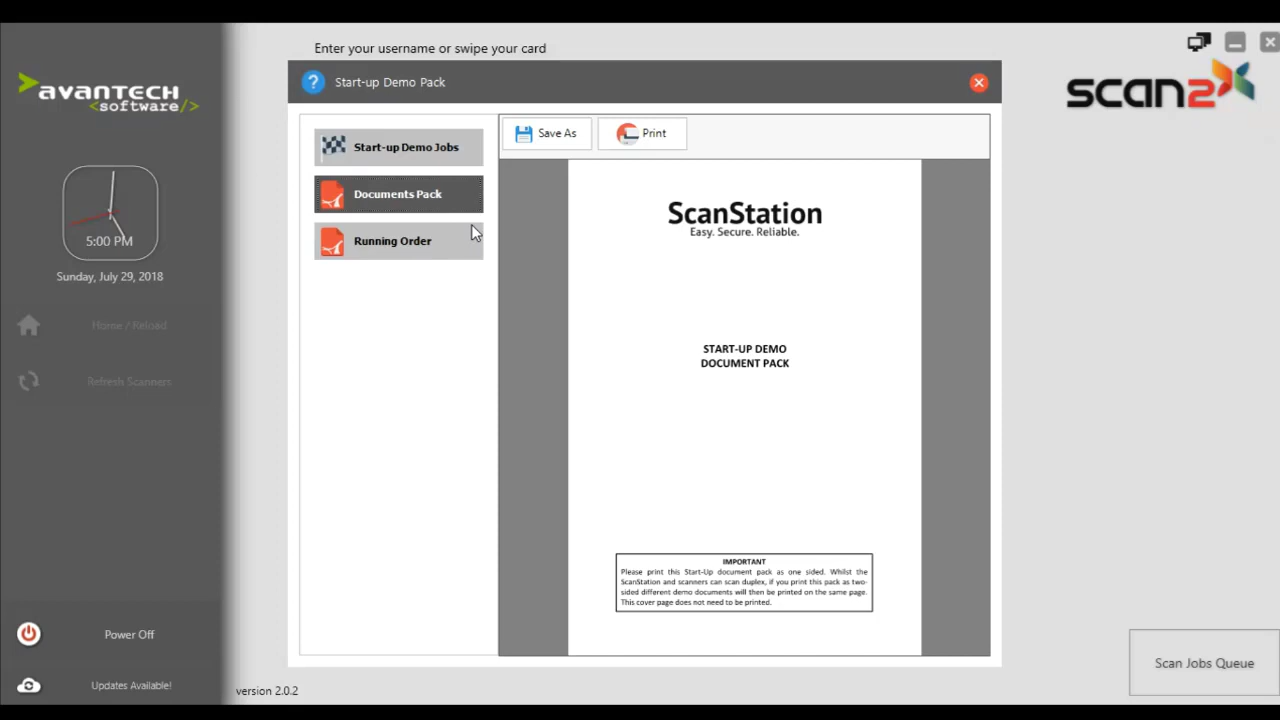 Enter your username or swipe your card
avantech
<software/>
scan2
Start-up Demo Pack
Start-up Demo Jobs
Documents Pack
Running Order
Save As
Print
ScanStation
Easy. Secure. Reliable.
START-UP DEMO
DOCUMENT PACK
IMPORTANT
Please print this Start-Up document pack as one sided. Whilst the
ScanStation and scanners can scan duplex, if you print this pack as two-
sided different demo documents will then be printed on the same page.
This cover page does not need to be printed.
5:00 PM
Sunday, July 29, 2018
Home / Reload
Refresh Scanners
Power Off
Updates Available!
version 2.0.2
Scan Jobs Queue